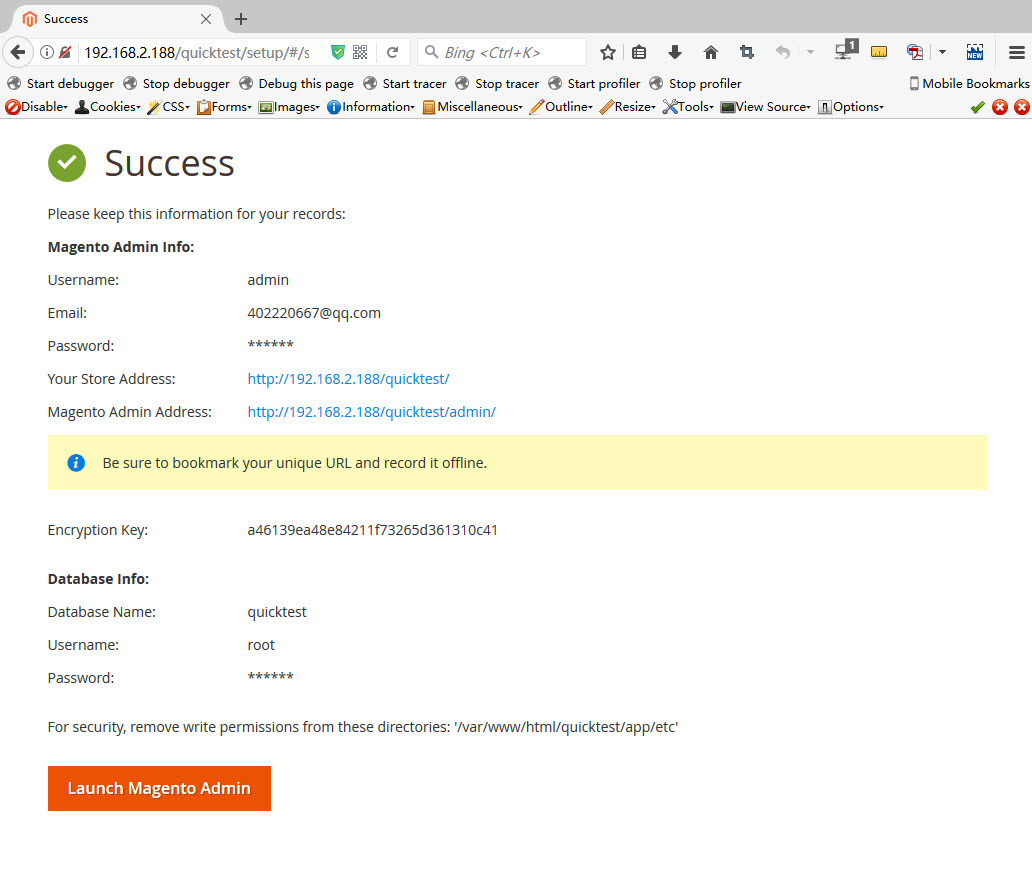 Success
192.168.2.188/quicktest/setup/#/s
Bing <Ctrl+K>
1
NEW
Start debugger Stop debugger Debug this page Start tracer Stop tracer Start profiler Stop profiler Mobile Bookmarks
Disable Cookies CSS Forms Images Information Miscellaneous Outline Resize Tools View Source Options
Success
Please keep this information for your records:
Magento Admin Info:
Username: admin
Email: 402220667@qq.com
Password: ******
Your Store Address: http://192.168.2.188/quicktest/
Magento Admin Address: http://192.168.2.188/quicktest/admin/
Be sure to bookmark your unique URL and record it offline.
Encryption Key: a46139ea48e84211f73265d361310c41
Database Info:
Database Name: quicktest
Username: root
Password: ******
For security, remove write permissions from these directories: '/var/www/html/quicktest/app/etc'
Launch Magento Admin